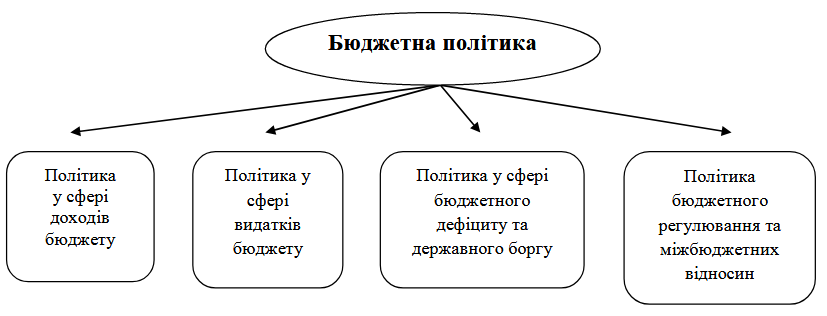 Бюджетна політика
Політика
у сфері
доходів
бюджету
Політика у
сфері
видатків
бюджету
Політика у сфері
бюджетного
дефіциту та
державного боргу
Політика
бюджетного
регулювання та
міжбюджетних
відносин